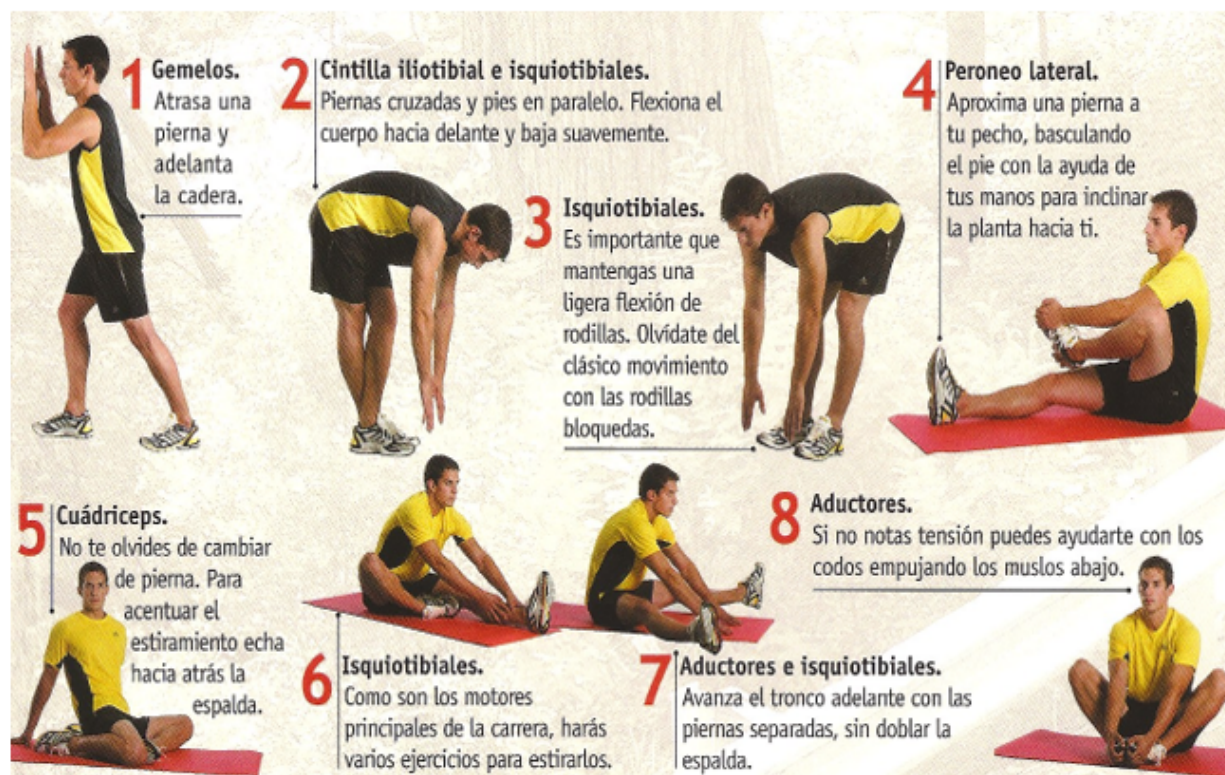 1 Gemelos.
Atrasa una
pierna y
adelanta
la cadera.
2 Cintilla iliotibial e isquiotibiales.
Piernas cruzadas y pies en paralelo. Flexiona el
cuerpo hacia delante y baja suavemente.
3 Isquiotibiales.
Es importante que
mantengas una
ligera flexión de
rodillas. Olvídate del
clásico movimiento
con las rodillas
bloquedas.
4 Peroneo lateral.
Aproxima una pierna a
tu pecho, basculando
el pie con la ayuda de
tus manos para inclinar
la planta hacia ti.
5 Cuádriceps.
No te olvides de cambiar
de pierna. Para
acentuar el
estiramiento echa
hacia atrás la
espalda.
6 Isquiotibiales.
Como son los motores
principales de la carrera, harás
varios ejercicios para estirarlos.
7 Aductores e isquiotibiales.
Avanza el tronco adelante con las
piernas separadas, sin doblar la
espalda.
8 Aductores.
Si no notas tensión puedes ayudarte con los
codos empujando los muslos abajo.